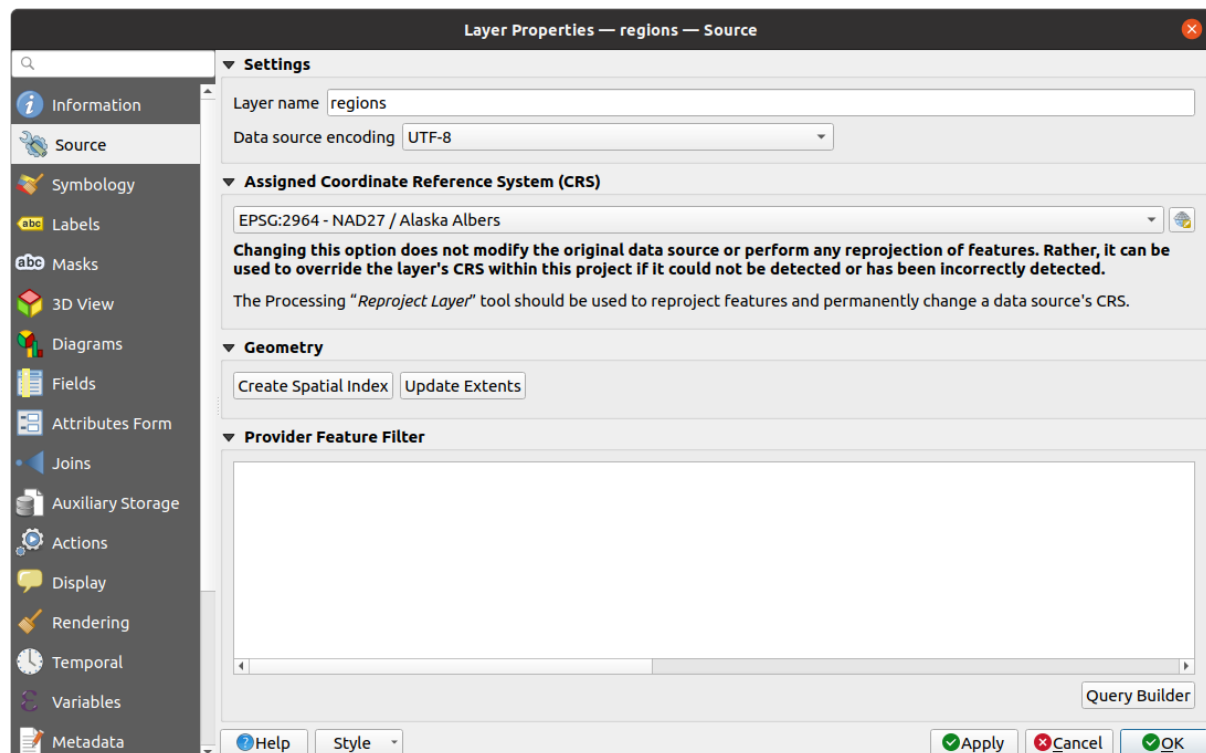 Layer Properties — regions — Source
Information
Source
Symbology
abc Labels
abc Masks
3D View
Diagrams
Fields
Attributes Form
Joins
Auxiliary Storage
Actions
Display
Rendering
Temporal
Variables
Metadata
Settings
Layer name regions
Data source encoding UTF-8
Assigned Coordinate Reference System (CRS)
EPSG:2964 - NAD27 / Alaska Albers
Changing this option does not modify the original data source or perform any reprojection of features. Rather, it can be
used to override the layer's CRS within this project if it could not be detected or has been incorrectly detected.
The Processing “Reproject Layer” tool should be used to reproject features and permanently change a data source's CRS.
Geometry
Create Spatial Index Update Extents
Provider Feature Filter
Query Builder
Help Style Apply Cancel OK